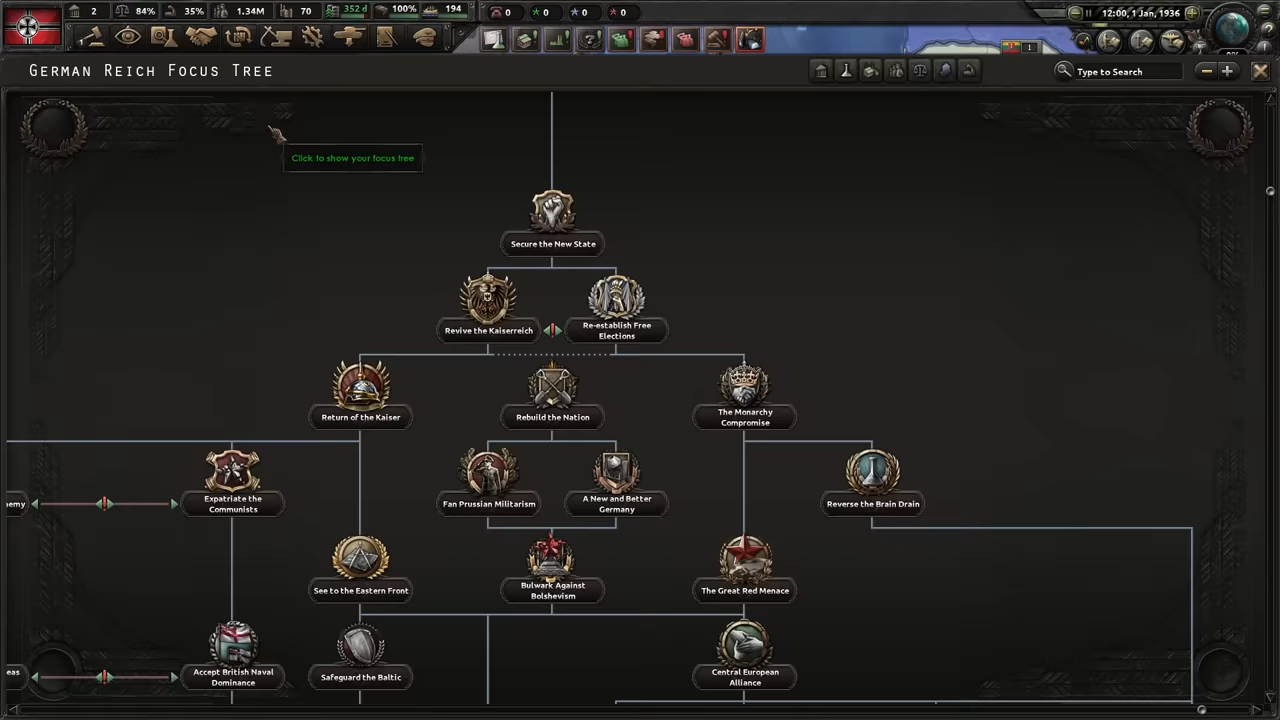 2 84% 35% 1.34M 70 352 d 100% 194 0 0 0 0 12:00, 1 Jan, 1936
1
GERMAN REICH FOCUS TREE
Type to Search
Click to show your focus tree
Secure the New State
Revive the Kaiserreich
Re-establish Free
Elections
Return of the Kaiser
Rebuild the Nation
The Monarchy
Compromise
emy
Expatriate the
Communists
Fan Prussian Militarism
A New and Better
Germany
Reverse the Brain Drain
See to the Eastern Front
Bulwark Against
Bolshevism
The Great Red Menace
eas
Accept British Naval
Dominance
Safeguard the Baltic
Central European
Alliance